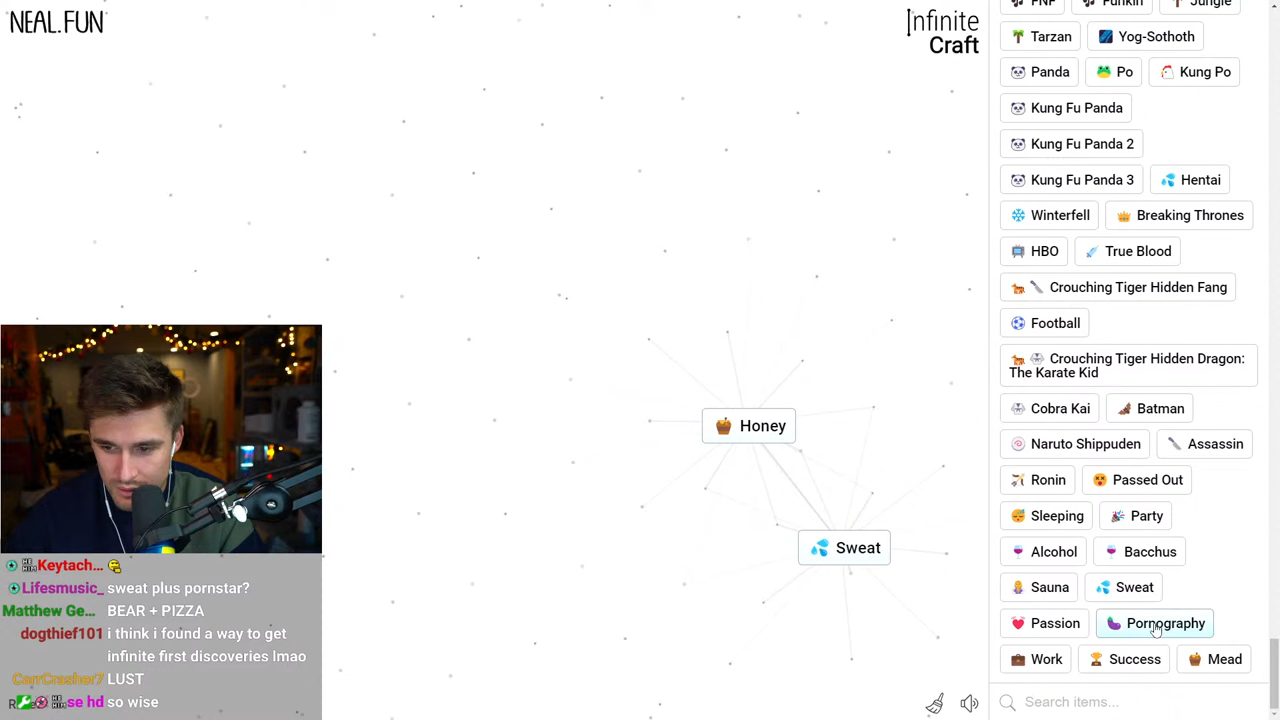 NEAL.FUN
Infinite
Craft
FNF
Funkin
Jungle
Tarzan
Yog-Sothoth
Panda
Po
Kung Po
Kung Fu Panda
Kung Fu Panda 2
Kung Fu Panda 3
Hentai
Winterfell
Breaking Thrones
HBO
True Blood
Crouching Tiger Hidden Fang
Football
Crouching Tiger Hidden Dragon:
The Karate Kid
Cobra Kai
Batman
Naruto Shippuden
Assassin
Ronin
Passed Out
Sleeping
Party
Alcohol
Bacchus
Sauna
Sweat
Passion
Pornography
Work
Success
Mead
Search items...
Honey
Sweat
Keytach...
Lifesmusic_ sweat plus pornstar?
Matthew Ge... BEAR + PIZZA
dogthief101 i think i found a way to get
infinite first discoveries lmao
CarrCrasher7 LUST
se hd so wise